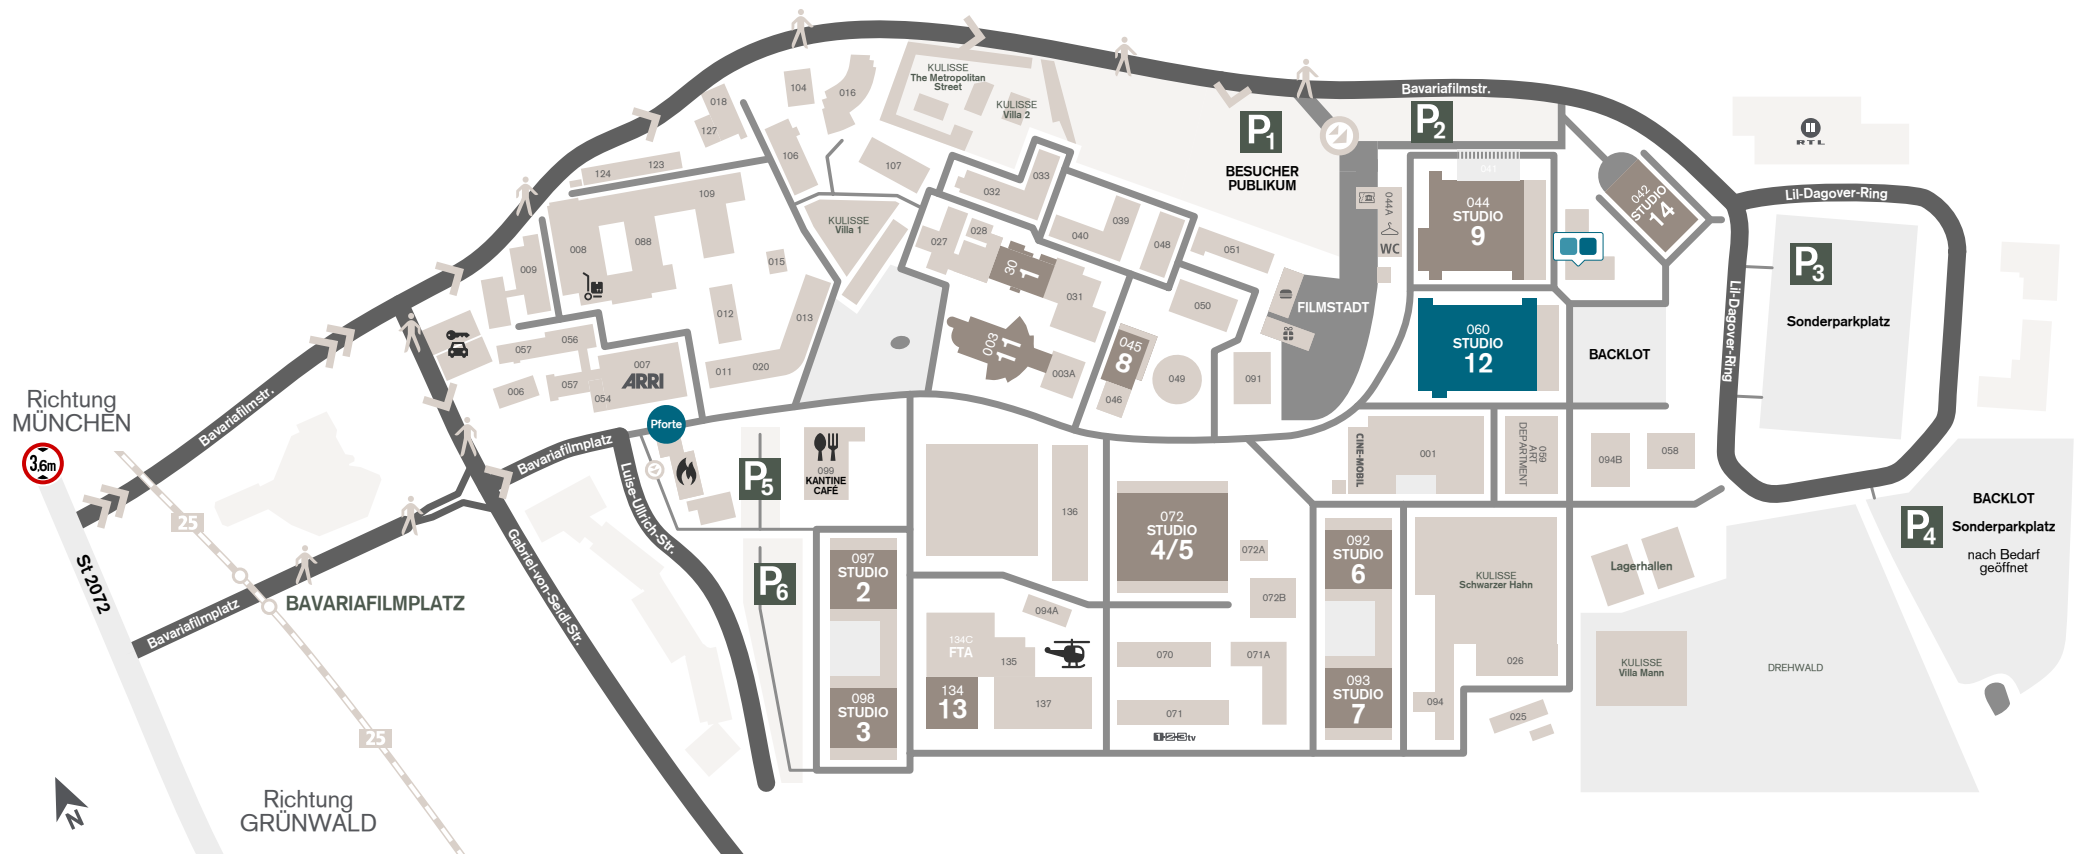 Bavariafilmstr.
KULISSE
The Metropolitan
Street
KULISSE
Villa 2
104
016
018
127
P1
BESUCHER
PUBLIKUM
P2
RTL
106
107
123
124
109
033
032
041
042
STUDIO
14
Lil-Dagover-Ring
044
STUDIO
9
044A
WC
KULISSE
Villa 1
008
088
009
015
027
028
30
1
031
039
040
048
051
050
P3
Sonderparkplatz
Lil-Dagover-Ring
FILMSTADT
060
STUDIO
12
BACKLOT
012
013
011
020
056
057
057
006
007
ARRI
054
003
11
003A
045
8
046
049
091
Richtung
MÜNCHEN
3,6m
Bavariafilmstr.
Pforte
Bavariafilmplatz
Luise-Ullrich-Str.
P5
099
KANTINE
CAFÉ
136
072
STUDIO
4/5
072A
072B
CINE-MOBIL
001
059
ART
DEPARTMENT
094B
058
BACKLOT
P4
Sonderparkplatz
nach Bedarf
geöffnet
25
St 2072
Bavariafilmplatz
BAVARIAFILMPLATZ
Gabriel-von-Seidl-Str.
P6
097
STUDIO
2
098
STUDIO
3
094A
134C
FTA
135
134
13
137
070
071A
071
1-2-3.tv
092
STUDIO
6
093
STUDIO
7
KULISSE
Schwarzer Hahn
026
094
025
Lagerhallen
KULISSE
Villa Mann
DREHWALD
25
Richtung
GRÜNWALD
N